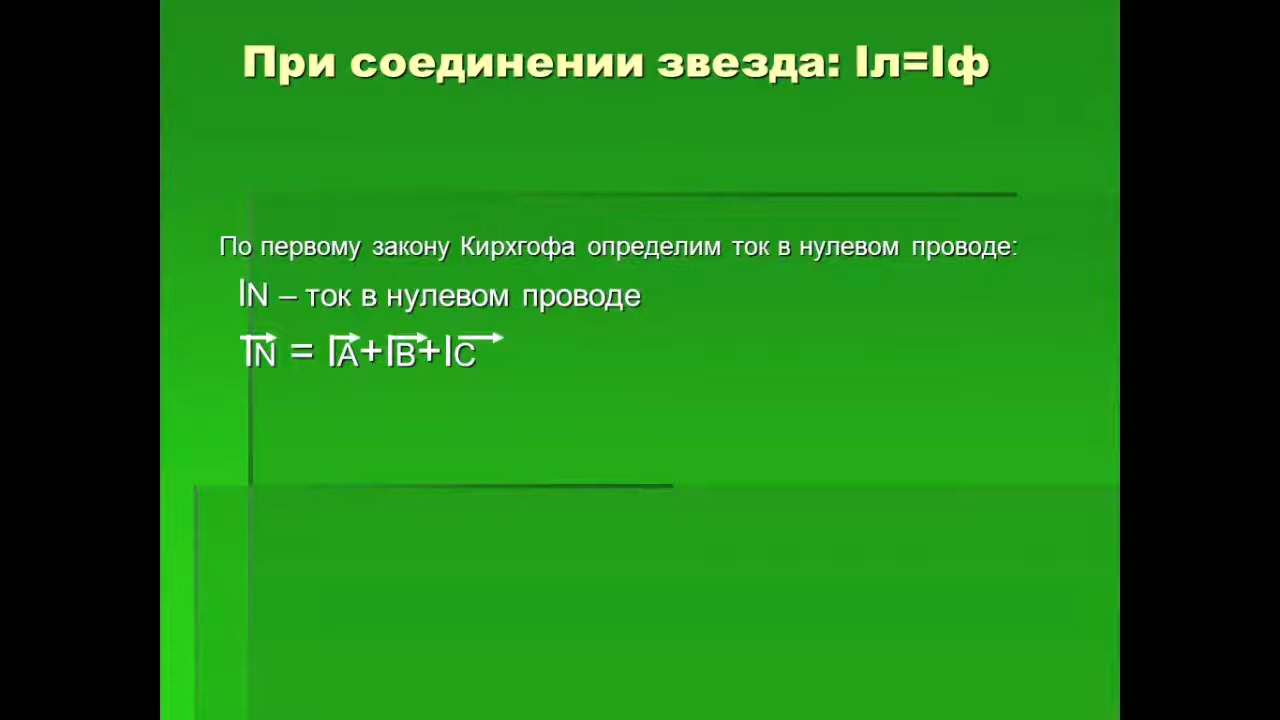 При соединении звезда: Iл=Iф
По первому закону Кирхгофа определим ток в нулевом проводе:
IN – ток в нулевом проводе
IN = IA+IB+IC